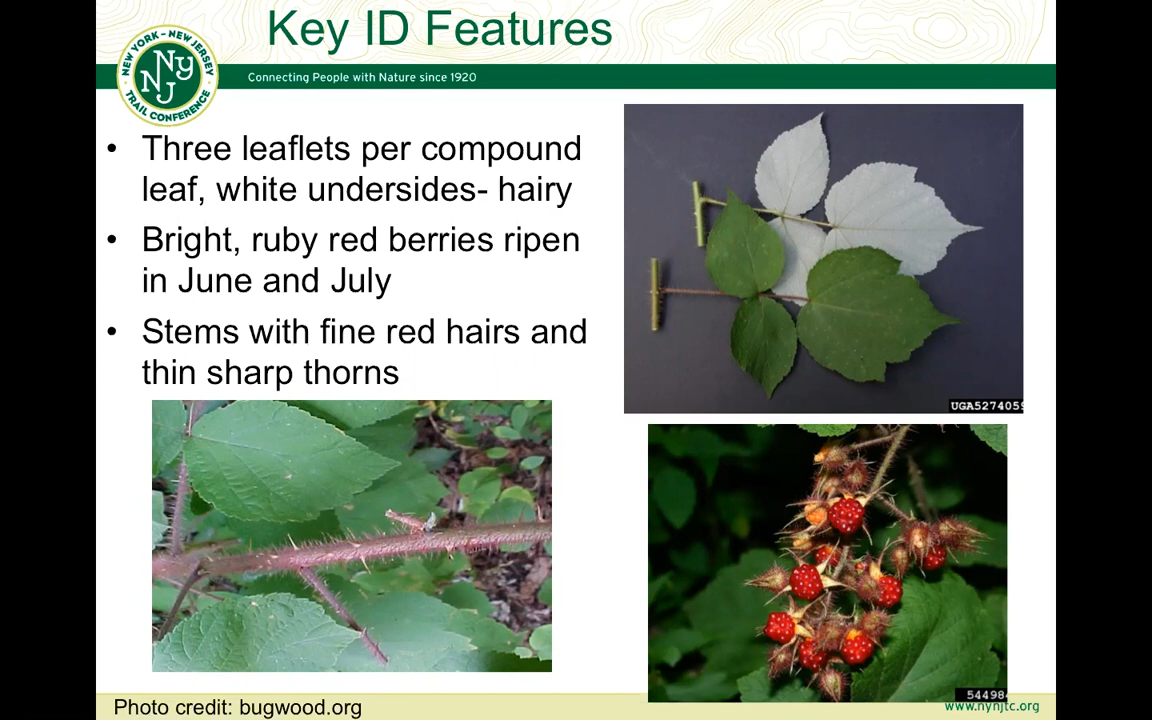 Key ID Features
NEW YORK - NEW JERSEY
NY
NJ
TRAIL CONFERENCE
Connecting People with Nature since 1920
• Three leaflets per compound
leaf, white undersides- hairy
• Bright, ruby red berries ripen
in June and July
• Stems with fine red hairs and
thin sharp thorns
UGA5274059
54498
Photo credit: bugwood.org
www.nynjtc.org